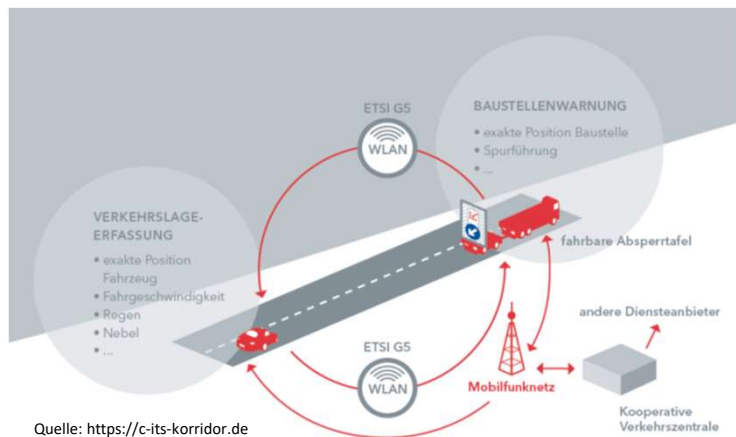 ETSI G5
WLAN
BAUSTELLENWARNUNG
• exakte Position Baustelle
• Spurführung
• ...
VERKEHRSLAGE-
ERFASSUNG
• exakte Position
Fahrzeug
• Fahrgeschwindigkeit
• Regen
• Nebel
• ...
fahrbare Absperrtafel
andere Diensteanbieter
ETSI G5
WLAN
Mobilfunknetz
Kooperative
Verkehrszentrale
Quelle: https://c-its-korridor.de